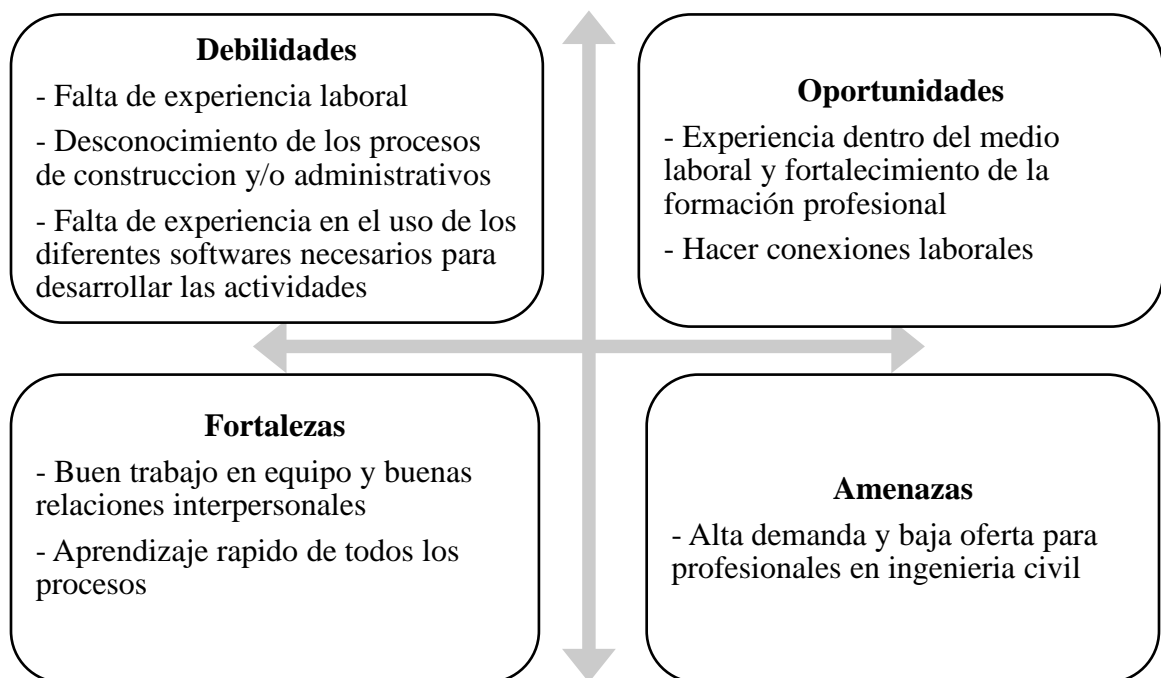 Debilidades
- Falta de experiencia laboral
- Desconocimiento de los procesos
de construccion y/o administrativos
- Falta de experiencia en el uso de los
diferentes softwares necesarios para
desarrollar las actividades
Oportunidades
- Experiencia dentro del medio
laboral y fortalecimiento de la
formación profesional
- Hacer conexiones laborales
Fortalezas
- Buen trabajo en equipo y buenas
relaciones interpersonales
- Aprendizaje rapido de todos los
procesos
Amenazas
- Alta demanda y baja oferta para
profesionales en ingenieria civil